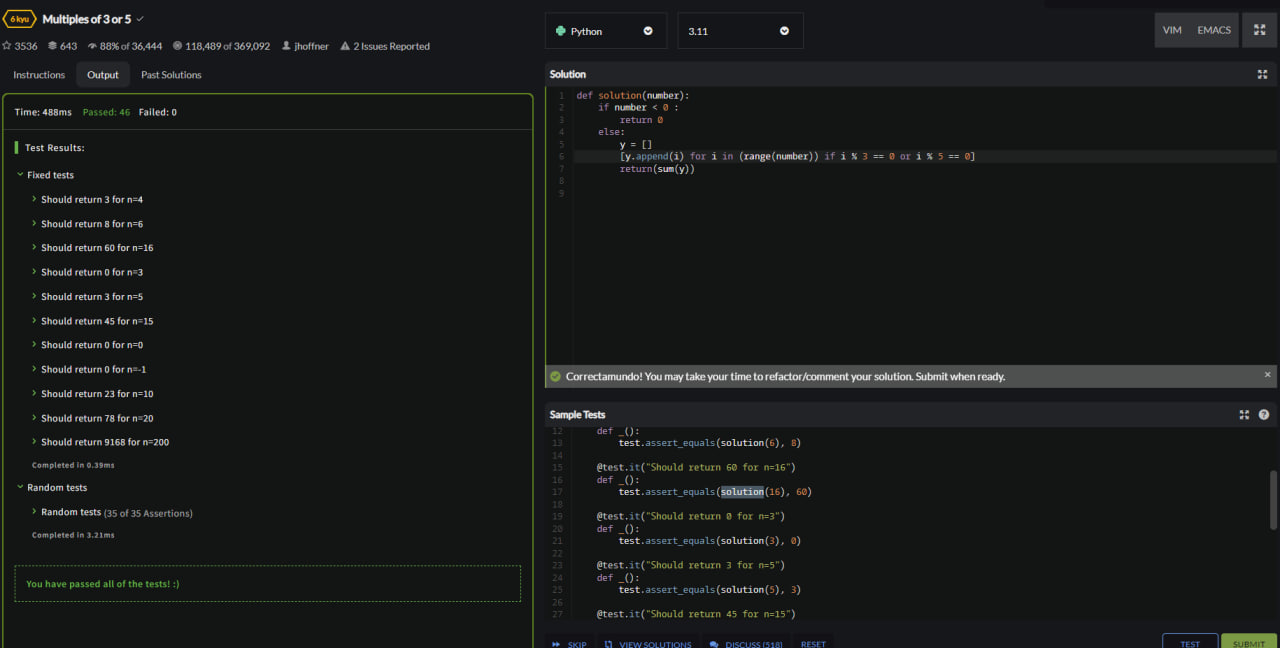 6 kyu Multiples of 3 or 5
3536 643 88% of 36,444 118,489 of 369,092 jhoffner 2 Issues Reported
Instructions Output Past Solutions
Time: 488ms Passed: 46 Failed: 0
Test Results:
Fixed tests
Should return 3 for n=4
Should return 8 for n=6
Should return 60 for n=16
Should return 0 for n=3
Should return 3 for n=5
Should return 45 for n=15
Should return 0 for n=0
Should return 0 for n=-1
Should return 23 for n=10
Should return 78 for n=20
Should return 9168 for n=200
Completed in 0.39ms
Random tests
Random tests (35 of 35 Assertions)
Completed in 3.21ms
You have passed all of the tests! :)
Python 3.11 VIM EMACS
Solution
1 def solution(number):
2 if number < 0 :
3 return 0
4 else:
5 y = []
6 [y.append(i) for i in (range(number)) if i % 3 == 0 or i % 5 == 0]
7 return(sum(y))
8
9
Correctamundo! You may take your time to refactor/comment your solution. Submit when ready. ×
Sample Tests ?
12 def _():
13 test.assert_equals(solution(6), 8)
14
15 @test.it("Should return 60 for n=16")
16 def _():
17 test.assert_equals(solution(16), 60)
18
19 @test.it("Should return 0 for n=3")
20 def _():
21 test.assert_equals(solution(3), 0)
22
23 @test.it("Should return 3 for n=5")
24 def _():
25 test.assert_equals(solution(5), 3)
26
27 @test.it("Should return 45 for n=15")
SKIP VIEW SOLUTIONS DISCUSS (518) RESET TEST SUBMIT